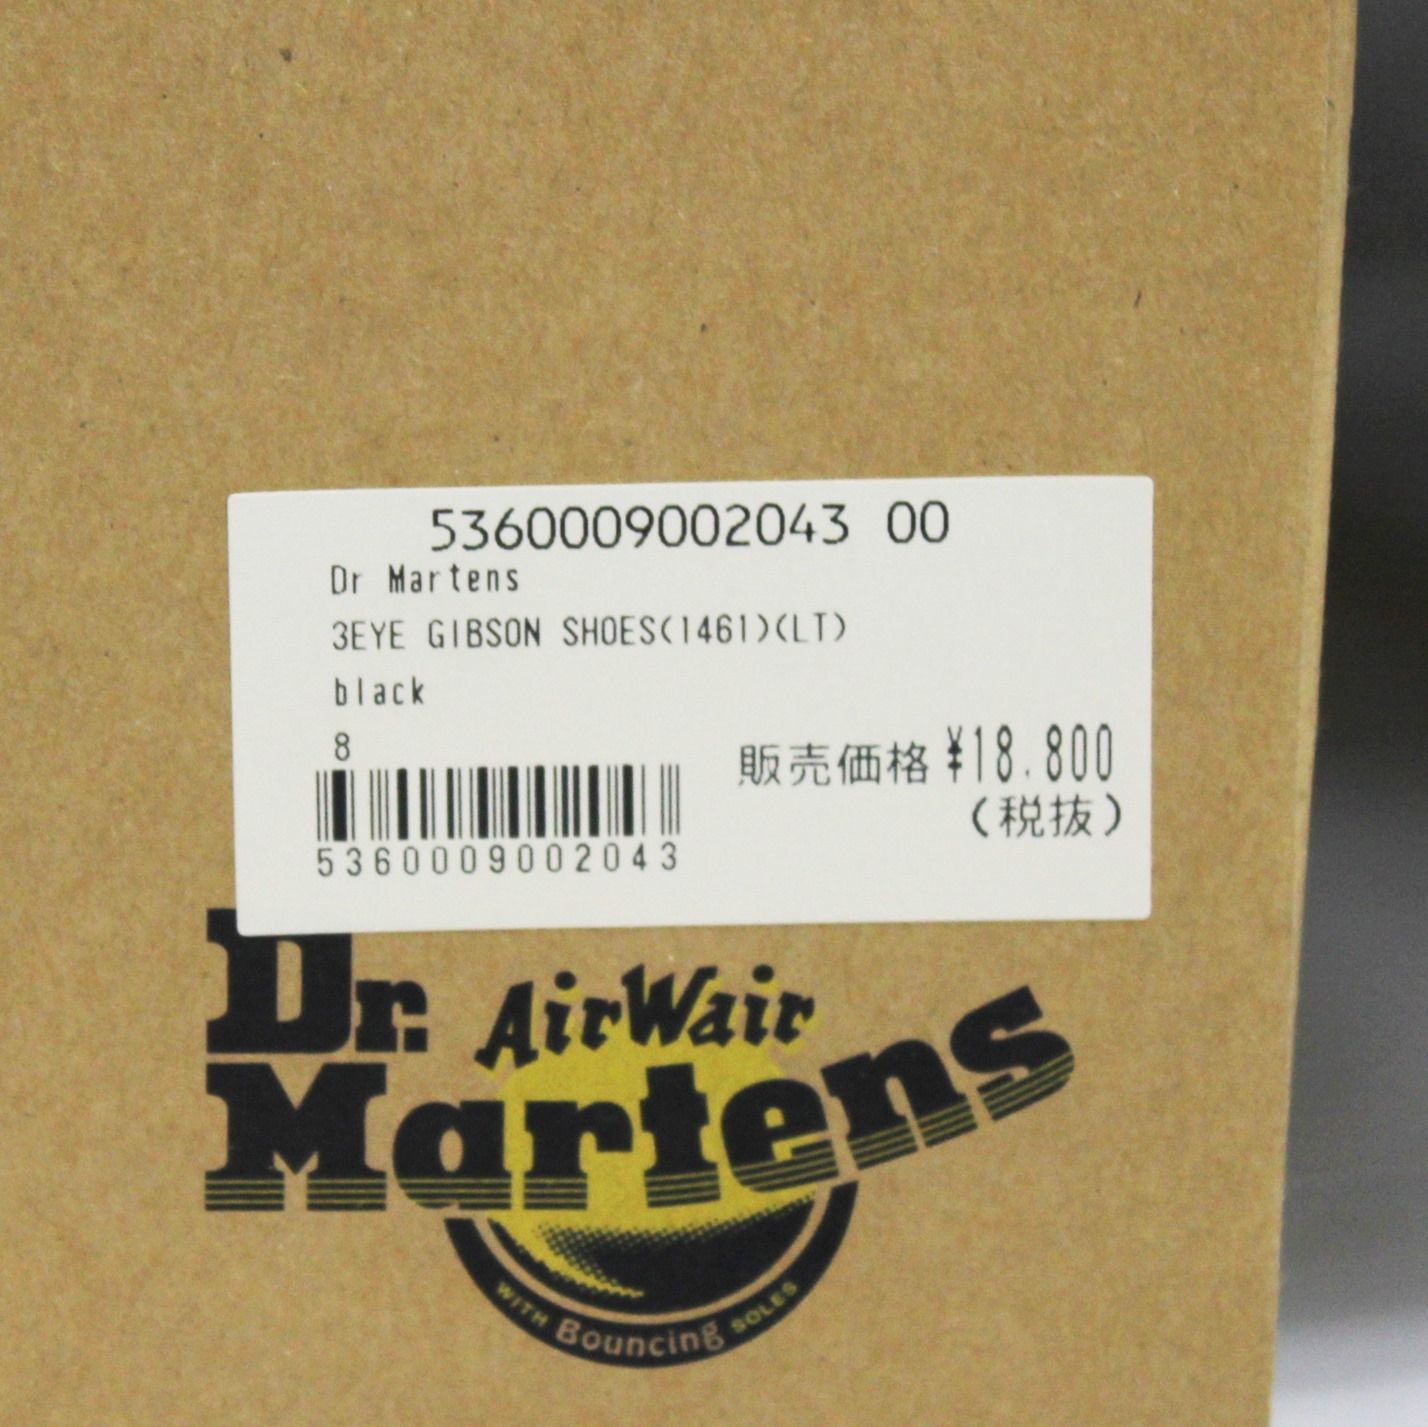 5360009002043 00
Dr Martens
3EYE GIBSON SHOES(1461)(LT)
black
8
販売価格 ¥18,800
(税抜)
5360009002043
Dr.
AirWair
Martens
WITH Bouncing SOLES